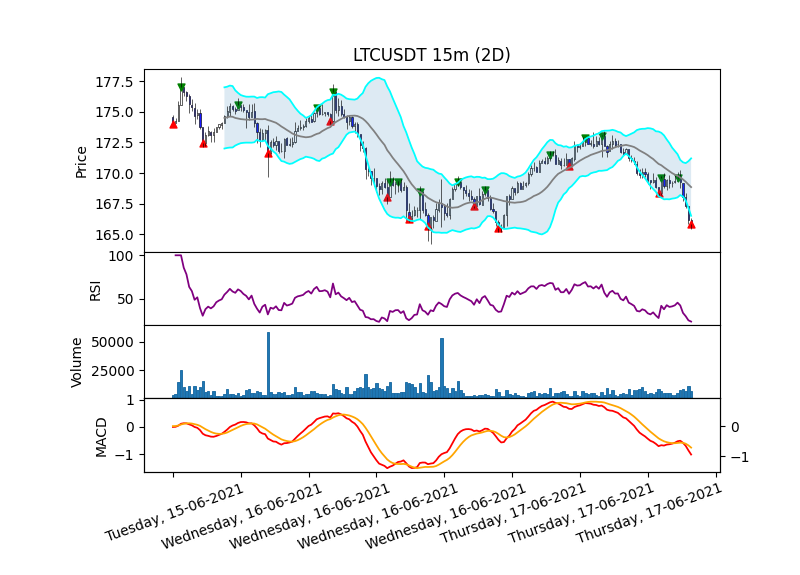 LTCUSDT 15m (2D)
Price
177.5
175.0
172.5
170.0
167.5
165.0
RSI
100
50
Volume
50000
25000
MACD
1
0
−1
0
−1
Tuesday, 15-06-2021
Wednesday, 16-06-2021
Wednesday, 16-06-2021
Wednesday, 16-06-2021
Wednesday, 16-06-2021
Thursday, 17-06-2021
Thursday, 17-06-2021
Thursday, 17-06-2021